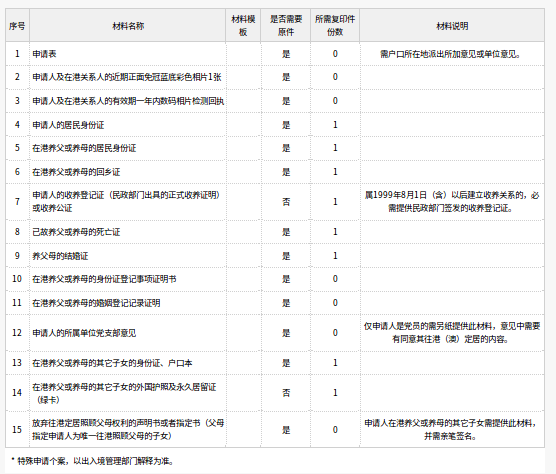 序号 材料名称 材料模板 是否需要原件 所需复印件份数 材料说明
1 申请表 是 0 需户口所在地派出所加意见或单位意见。
2 申请人及在港关系人的近期正面免冠蓝底彩色相片1张 是 0
3 申请人及在港关系人的有效期一年内数码相片检测回执 是 0
4 申请人的居民身份证 是 1
5 在港养父或养母的居民身份证 是 1
6 在港养父或养母的回乡证 是 1
7 申请人的收养登记证（民政部门出具的正式收养证明）或收养公证 否 1 属1999年8月1日（含）以后建立收养关系的，必需提供民政部门签发的收养登记证。
8 已故养父或养母的死亡证 是 1
9 养父母的结婚证 是 1
10 在港养父或养母的身份证登记事项证明书 是 0
11 在港养父或养母的婚姻登记记录证明 是 0
12 申请人的所属单位党支部意见 是 0 仅申请人是党员的需另纸提供此材料，意见中需要有同意其往港（澳）定居的内容。
13 在港养父或养母的其它子女的身份证、户口本 是 1
14 在港养父或养母的其它子女的外国护照及永久居留证（绿卡） 否 1
15 放弃往港定居照顾父母权利的声明书或者指定书（父母指定申请人为唯一往港照顾父母的子女） 是 0 申请人在港养父或养母的其它子女需提供此材料，并需亲笔签名。
* 特殊申请个案，以出入境管理部门解释为准。